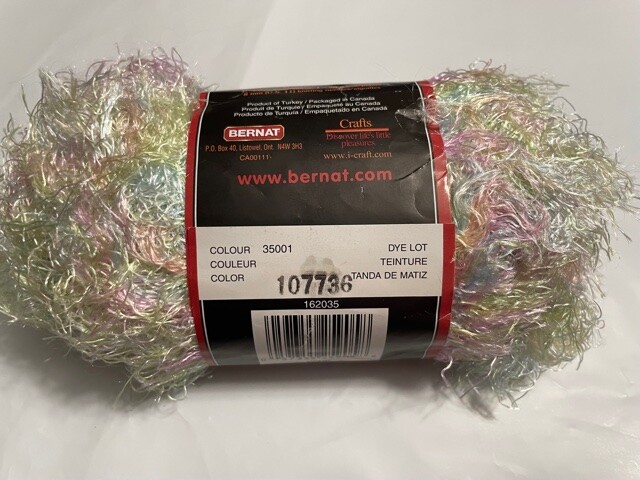 Product of Turkey / Packaged in Canada
Produit de Turquie / Empaqueté au Canada
Producto de Turquía / Empaquetado en Canadá
BERNAT
P.O. Box 40, Listowel, Ont. N4W 3H3
CA00111-
Crafts
Discover life's little
pleasures.
www.i-craft.com
www.bernat.com
COLOUR 35001 DYE LOT
COULEUR TEINTURE
COLOR 107736 TANDA DE MATIZ
162035